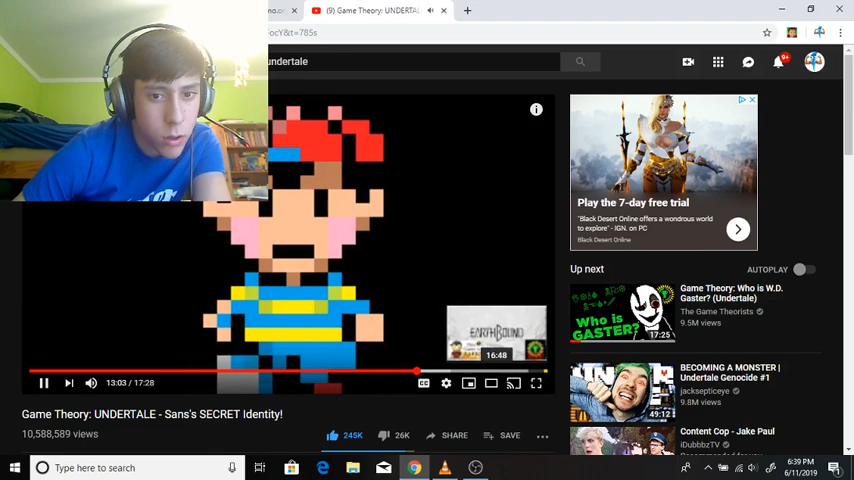 no.or
(9) Game Theory: UNDERTAL
ocY&t=785s
undertale
9+
i
EARTHBOUND
16:48
13:03 / 17:28
CC
Play the 7-day free trial
"Black Desert Online offers a wondrous world
to explore" - IGN. on PC
Black Desert Online
Up next
AUTOPLAY
WHO IS
GASTER?
17:25
Game Theory: Who is W.D.
Gaster? (Undertale)
The Game Theorists
9.5M views
49:12
BECOMING A MONSTER |
Undertale Genocide #1
jacksepticeye
9.8M views
Content Cop - Jake Paul
iDubbbzTV
Game Theory: UNDERTALE - Sans's SECRET Identity!
10,588,589 views
245K
26K
SHARE
SAVE
Type here to search
6:39 PM
6/11/2019